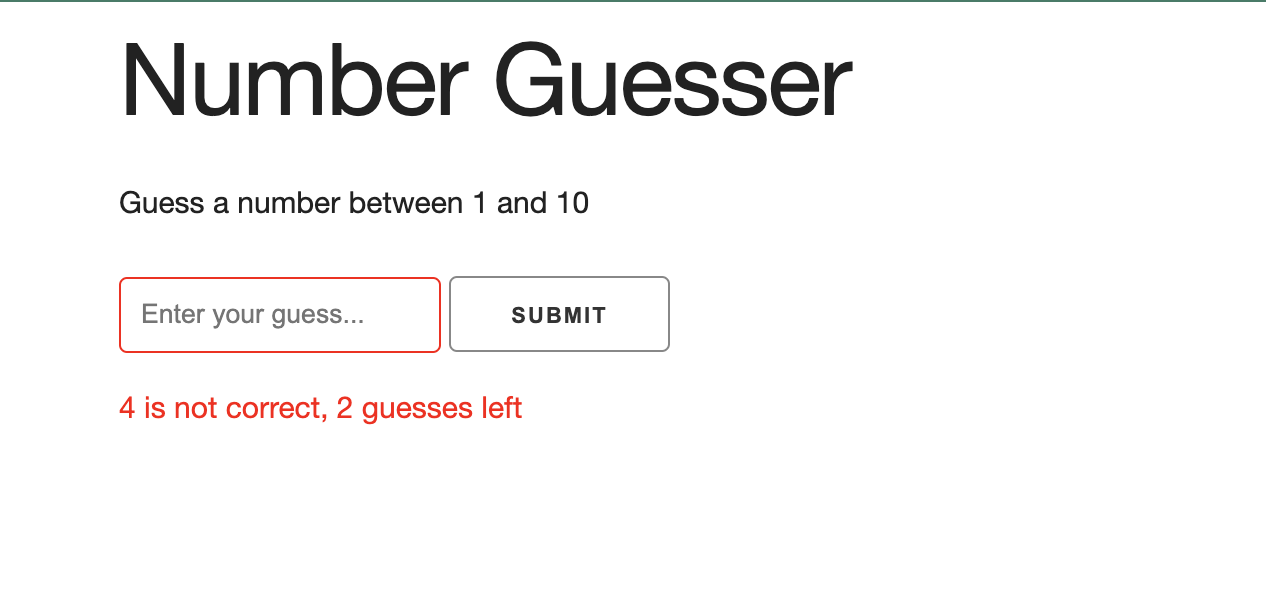 Number Guesser
Guess a number between 1 and 10
Enter your guess...
SUBMIT
4 is not correct, 2 guesses left